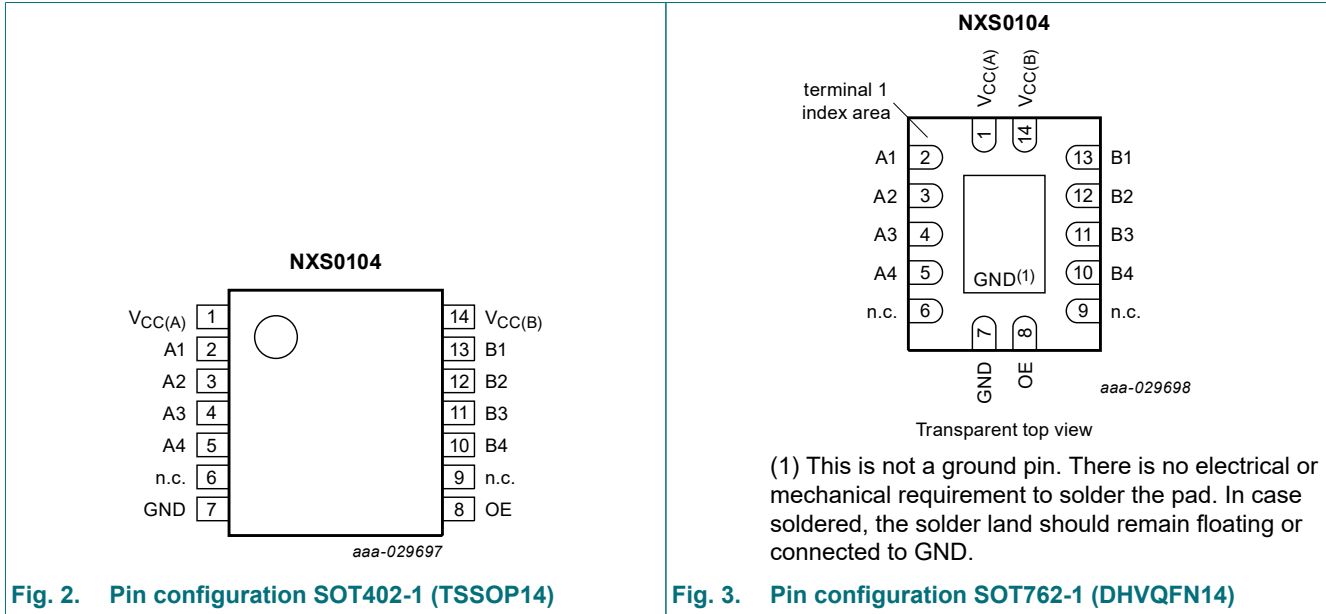 NXS0104
VCC(A) 1
A1 2
A2 3
A3 4
A4 5
n.c. 6
GND 7
14 VCC(B)
13 B1
12 B2
11 B3
10 B4
9 n.c.
8 OE
aaa-029697
Fig. 2. Pin configuration SOT402-1 (TSSOP14)
NXS0104
terminal 1
index area
VCC(A)
VCC(B)
1
14
A1 2
A2 3
A3 4
A4 5
n.c. 6
13 B1
12 B2
11 B3
10 B4
9 n.c.
GND(1)
7
8
GND
OE
aaa-029698
Transparent top view
(1) This is not a ground pin. There is no electrical or
mechanical requirement to solder the pad. In case
soldered, the solder land should remain floating or
connected to GND.
Fig. 3. Pin configuration SOT762-1 (DHVQFN14)